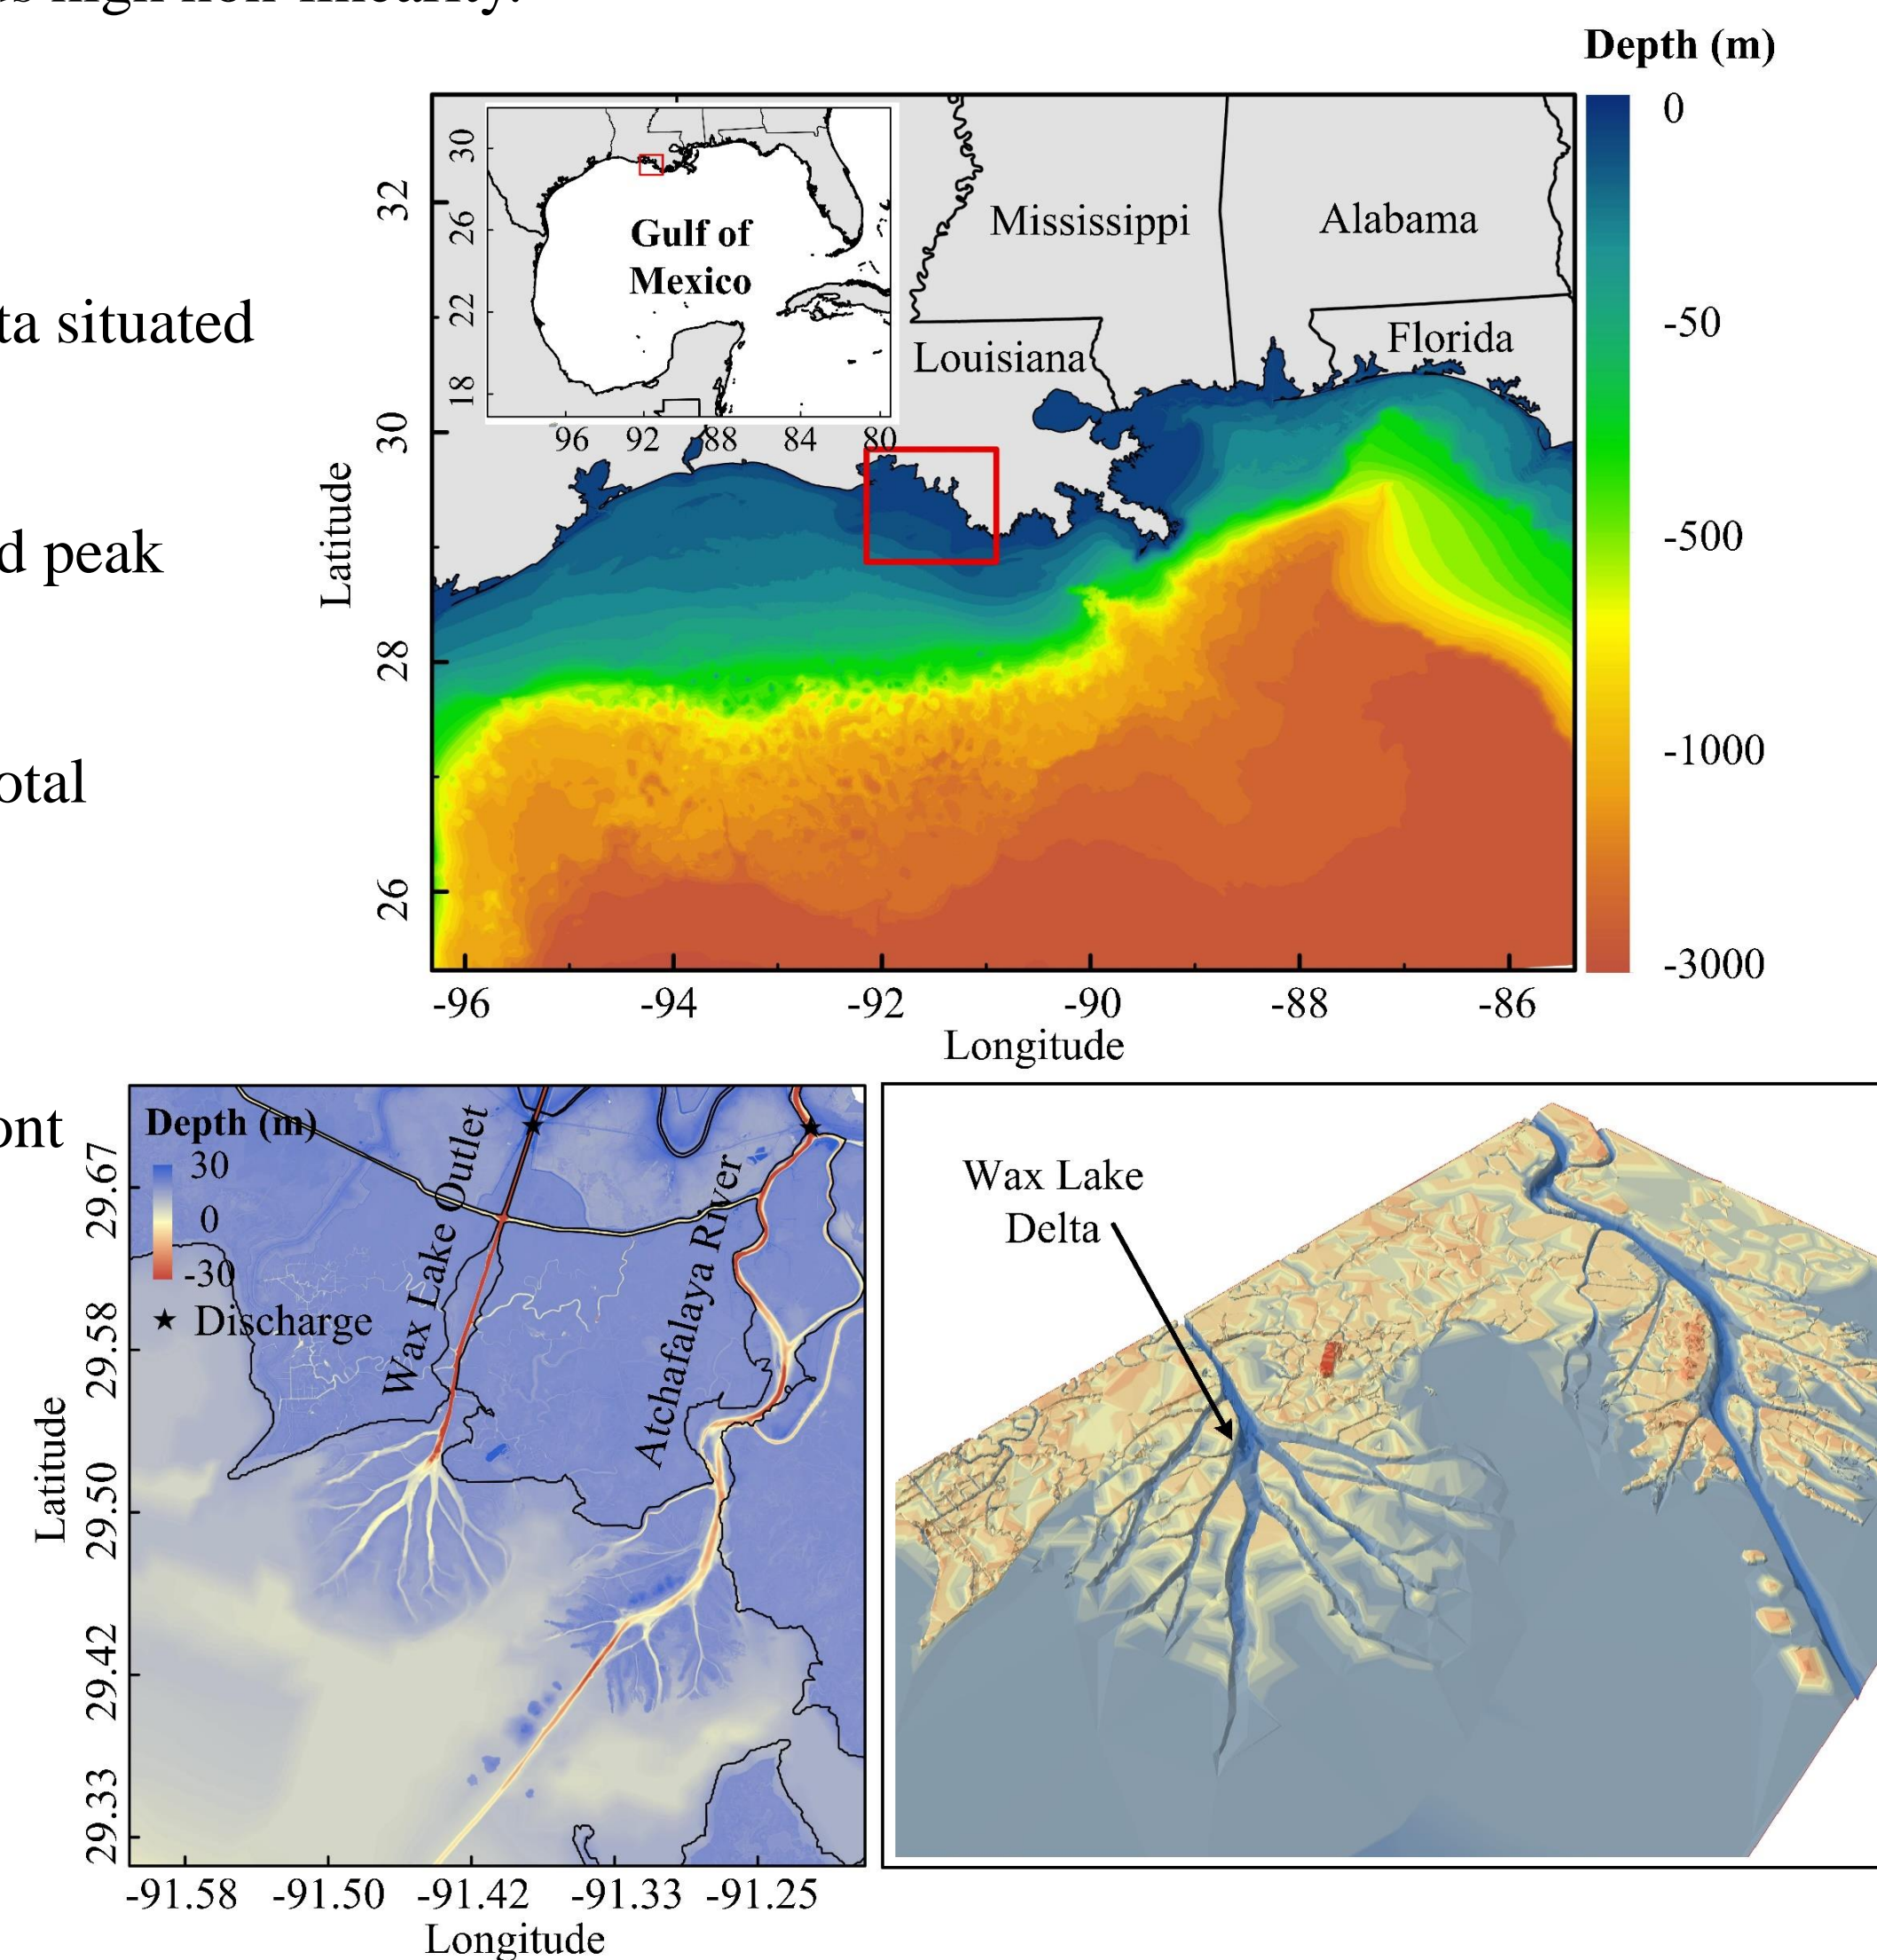 high non-linearity.
ta situated
d peak
otal
ont
Depth (m)
0
-50
-500
-1000
-3000
32
30
28
26
Latitude
-96
-94
-92
-90
-88
-86
Longitude
Mississippi
Alabama
Louisiana
Florida
Gulf of
Mexico
30
26
22
18
96
92
88
84
80
Depth (m)
30
0
-30
★ Discharge
Wax Lake Outlet
Atchafalaya River
29.67
29.58
29.50
29.42
29.33
Latitude
-91.58
-91.50
-91.42
-91.33
-91.25
Longitude
Wax Lake
Delta